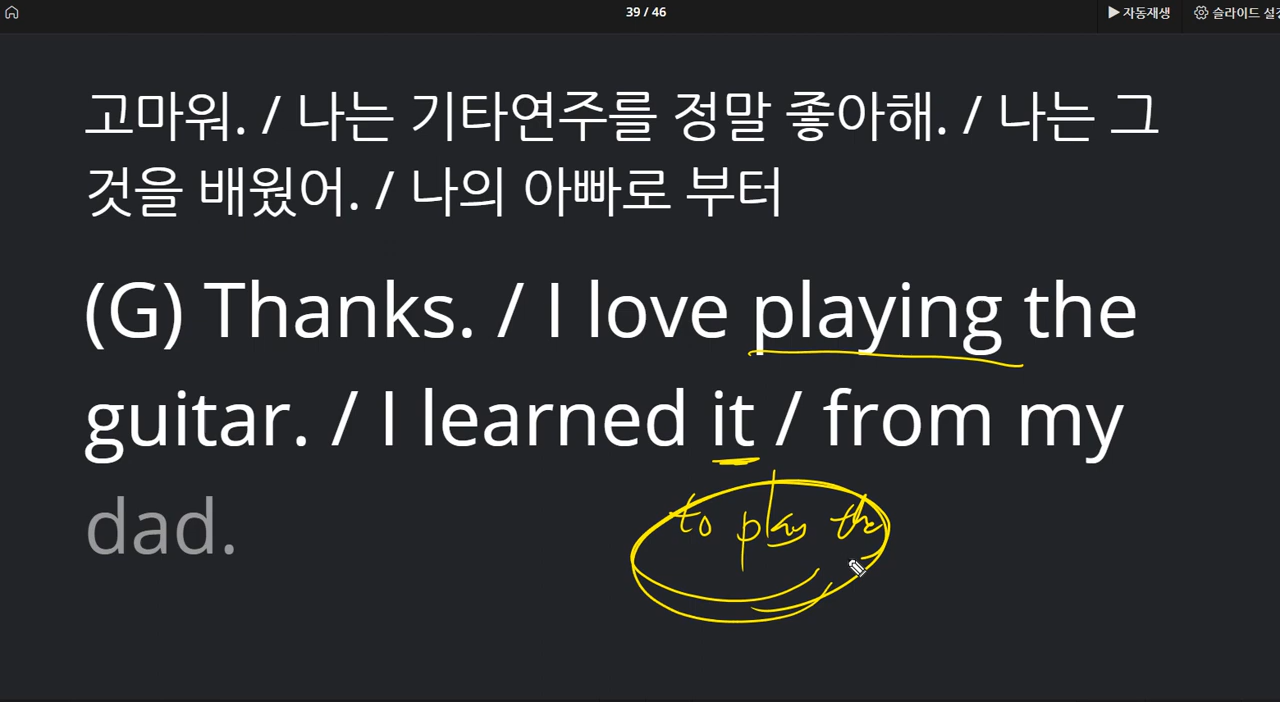 39 / 46
▶ 자동재생
슬라이드 설정
고마워. / 나는 기타연주를 정말 좋아해. / 나는 그
것을 배웠어. / 나의 아빠로 부터
(G) Thanks. / I love playing the
guitar. / I learned it / from my
dad.
to play the